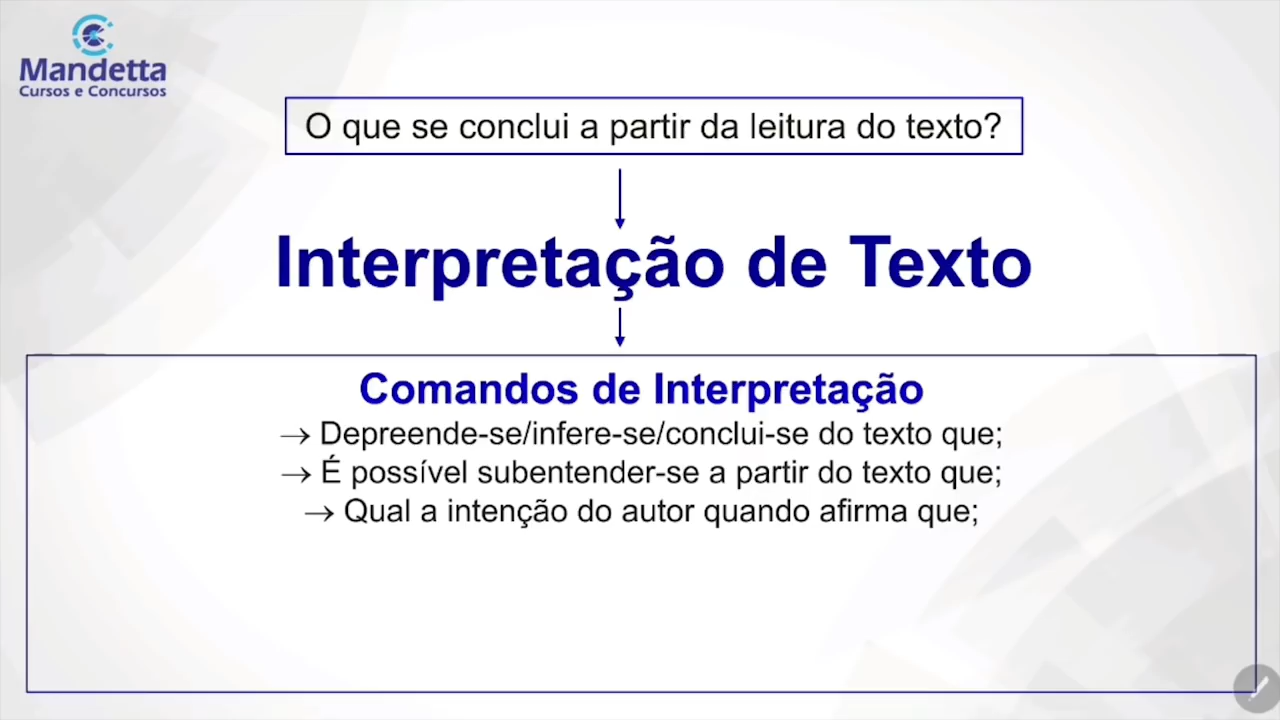 Mandetta
Cursos e Concursos
O que se conclui a partir da leitura do texto?
Interpretação de Texto
Comandos de Interpretação
→ Depreende-se/infere-se/conclui-se do texto que;
→ É possível subentender-se a partir do texto que;
→ Qual a intenção do autor quando afirma que;